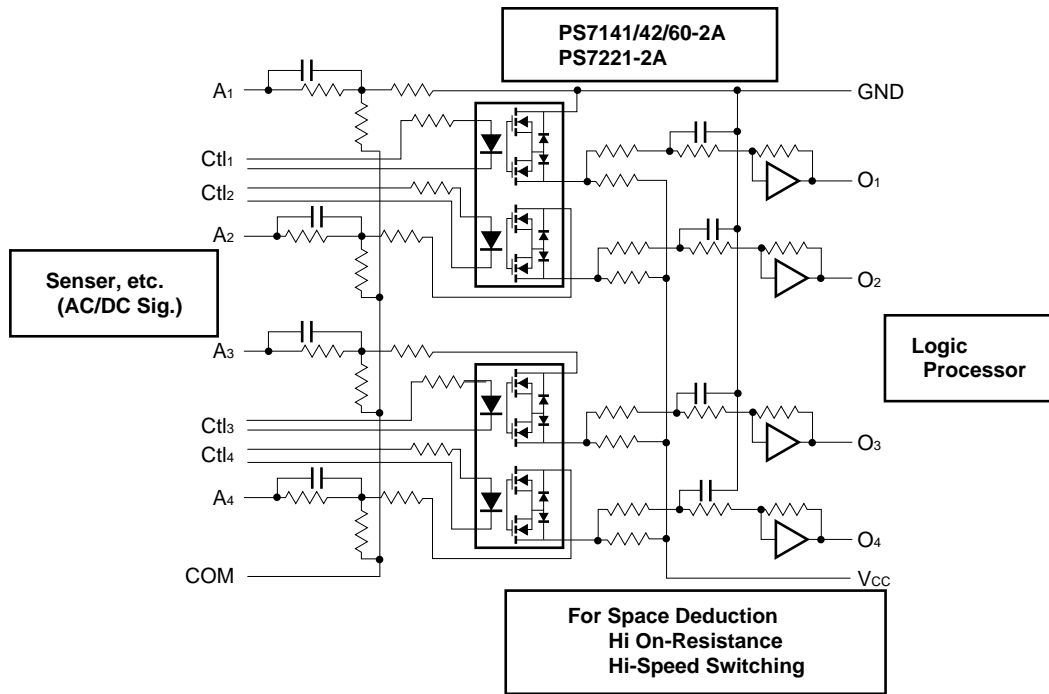 PS7141/42/60-2A
PS7221-2A
A1
GND
Ctl1
O1
Ctl2
A2
O2
Senser, etc.
(AC/DC Sig.)
A3
Logic
Processor
Ctl3
O3
Ctl4
A4
O4
COM
VCC
For Space Deduction
Hi On-Resistance
Hi-Speed Switching